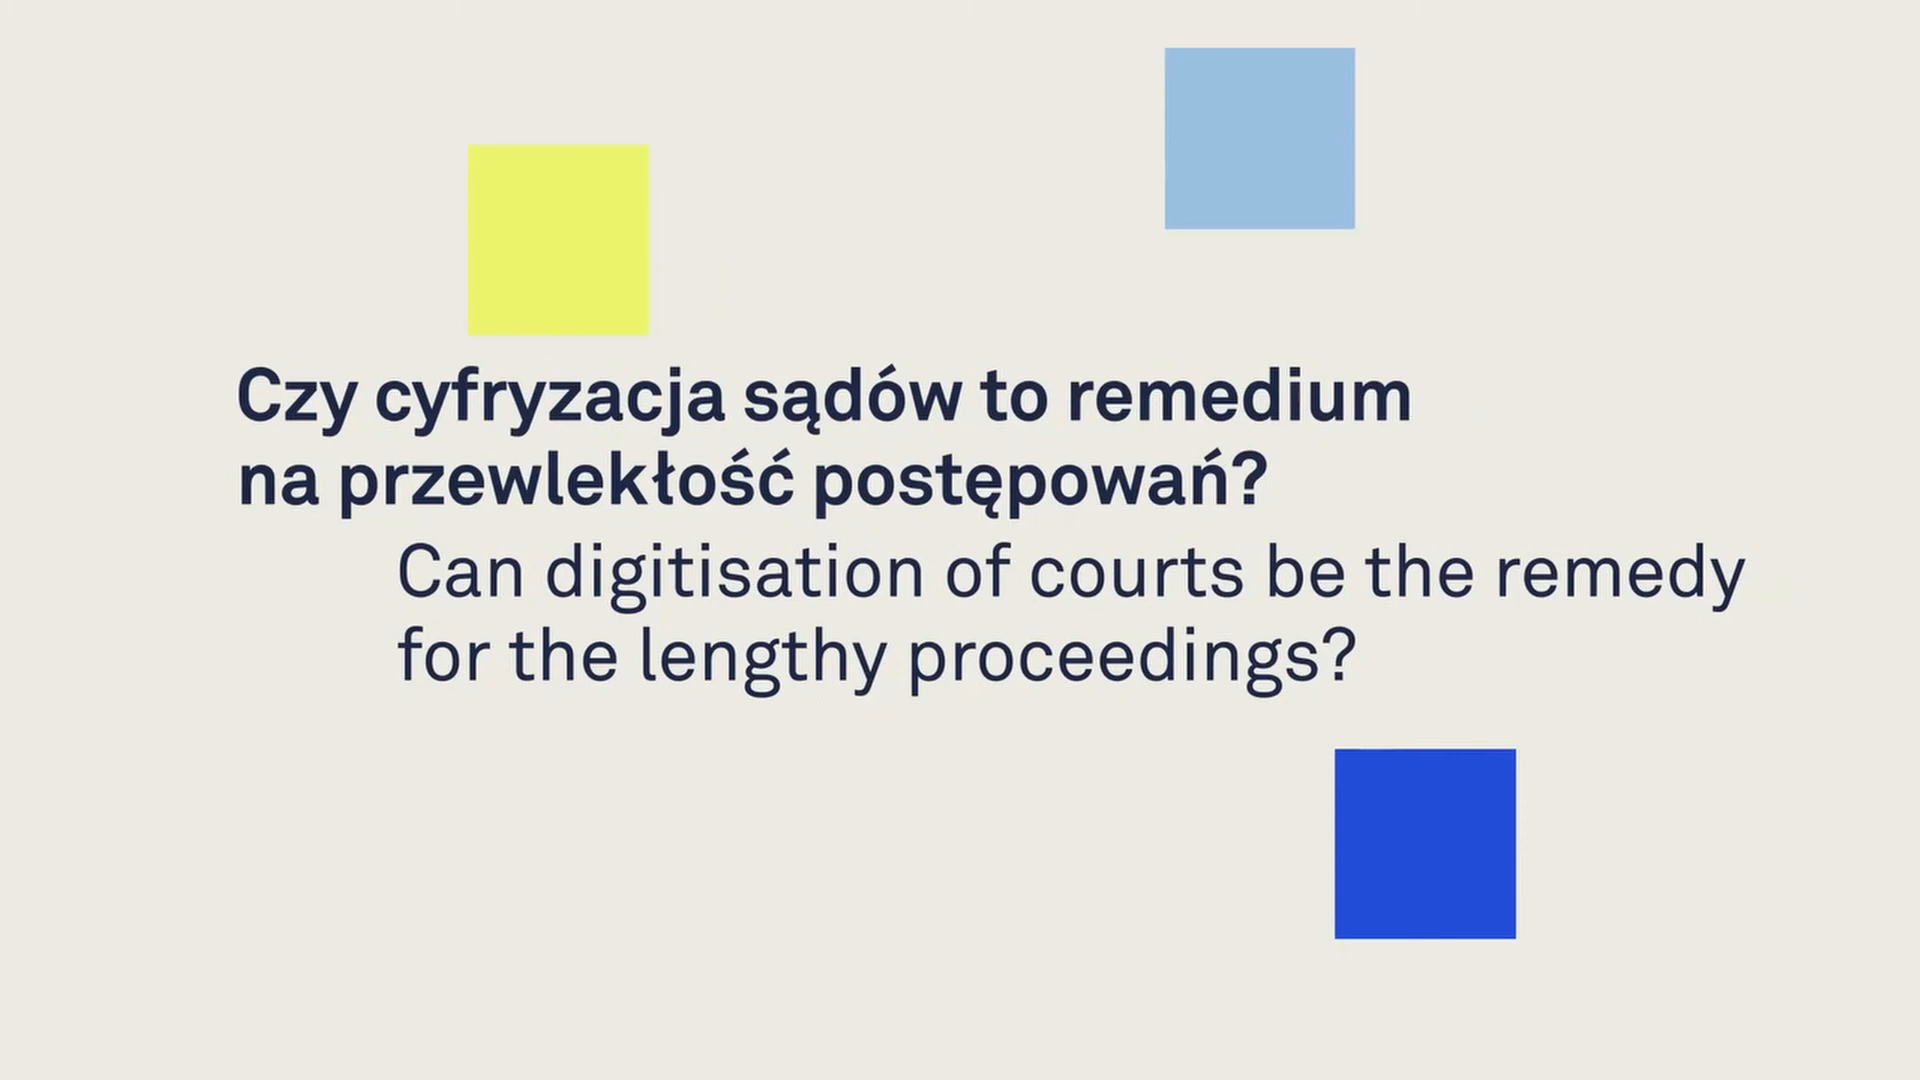 Czy cyfryzacja sądów to remedium
na przewlekłość postępowań?
Can digitisation of courts be the remedy
for the lengthy proceedings?